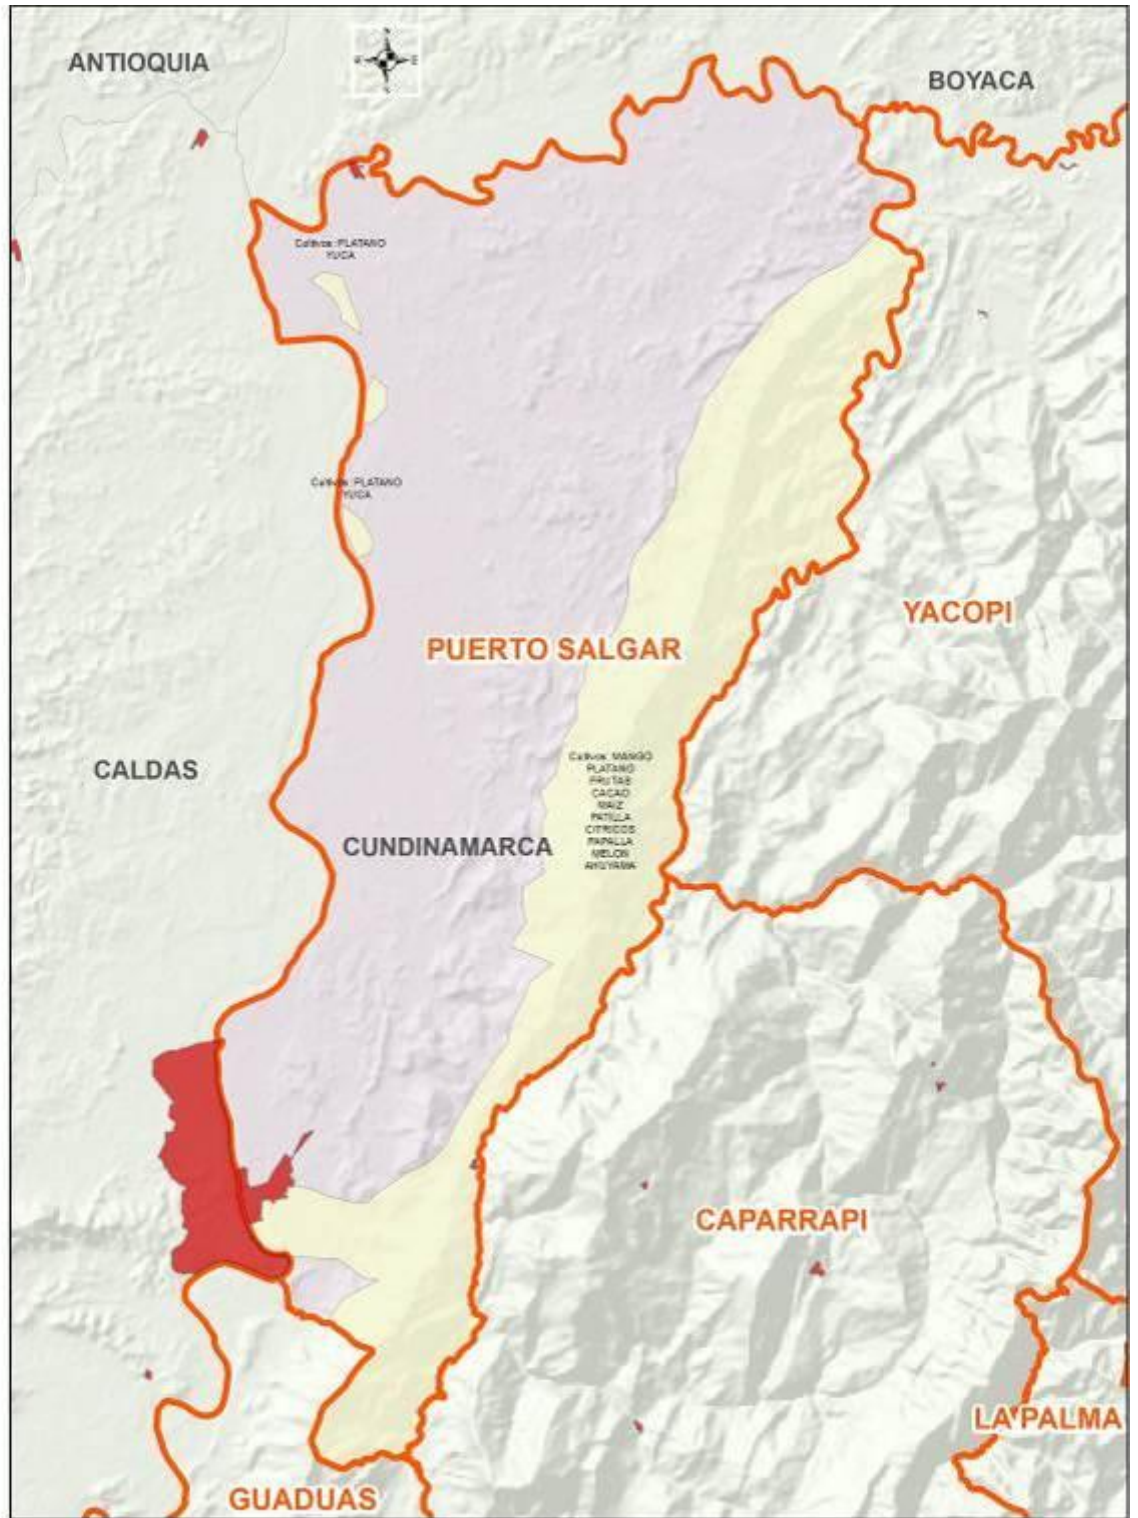 ANTIOQUIA
N
E
S
BOYACA
Cultivos: PLATANO
YUCA
Cultivos: PLATANO
YUCA
YACOPI
PUERTO SALGAR
CALDAS
Cultivos: MANGO
PLATANO
FRUTAS
CACAO
MAIZ
PATILLA
CITRICOS
PAPALLA
MELON
AHUYAMA
CUNDINAMARCA
CAPARRAPI
LA PALMA
GUADUAS